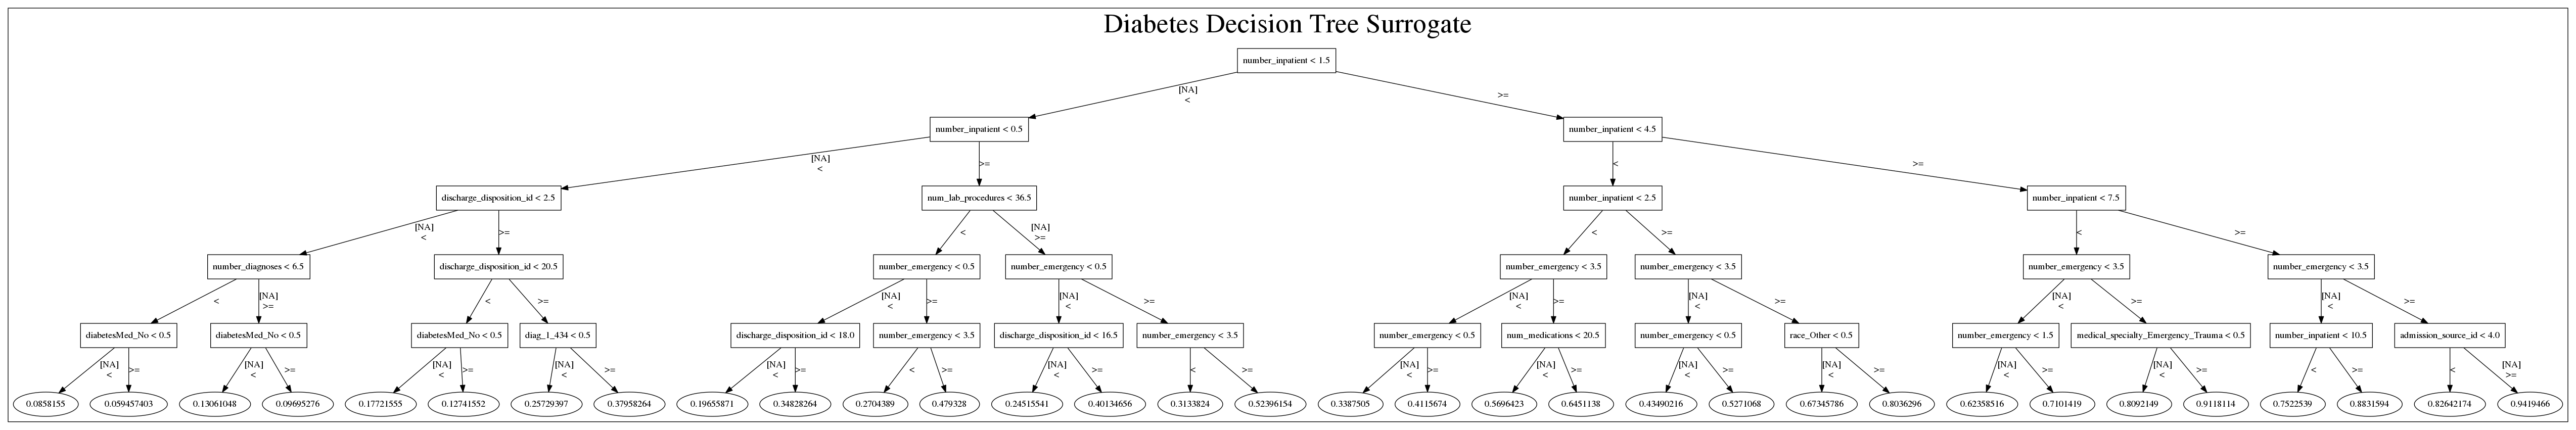 Diabetes Decision Tree Surrogate
number_inpatient < 1.5
[NA]
<
>=
number_inpatient < 0.5
number_inpatient < 4.5
[NA]
<
>=
<
>=
discharge_disposition_id < 2.5
num_lab_procedures < 36.5
number_inpatient < 2.5
number_inpatient < 7.5
[NA]
<
>=
<
[NA]
>=
<
>=
<
>=
number_diagnoses < 6.5
discharge_disposition_id < 20.5
number_emergency < 0.5
number_emergency < 0.5
number_emergency < 3.5
number_emergency < 3.5
number_emergency < 3.5
number_emergency < 3.5
<
[NA]
>=
<
>=
[NA]
<
>=
[NA]
<
>=
[NA]
<
>=
[NA]
<
>=
[NA]
<
>=
[NA]
<
>=
diabetesMed_No < 0.5
diabetesMed_No < 0.5
diabetesMed_No < 0.5
diag_1_434 < 0.5
discharge_disposition_id < 18.0
number_emergency < 3.5
discharge_disposition_id < 16.5
number_emergency < 3.5
number_emergency < 0.5
num_medications < 20.5
number_emergency < 0.5
race_Other < 0.5
number_emergency < 1.5
medical_specialty_Emergency_Trauma < 0.5
number_inpatient < 10.5
admission_source_id < 4.0
[NA]
<
>=
[NA]
<
>=
[NA]
<
>=
[NA]
<
>=
[NA]
<
>=
<
>=
[NA]
<
>=
<
>=
[NA]
<
>=
[NA]
<
>=
[NA]
<
>=
[NA]
<
>=
[NA]
<
>=
[NA]
<
>=
<
>=
<
[NA]
>=
0.0858155
0.059457403
0.13061048
0.09695276
0.17721555
0.12741552
0.25729397
0.37958264
0.19655871
0.34828264
0.2704389
0.479328
0.24515541
0.40134656
0.3133824
0.52396154
0.3387505
0.4115674
0.5696423
0.6451138
0.43490216
0.5271068
0.67345786
0.8036296
0.62358516
0.7101419
0.8092149
0.9118114
0.7522539
0.8831594
0.82642174
0.9419466